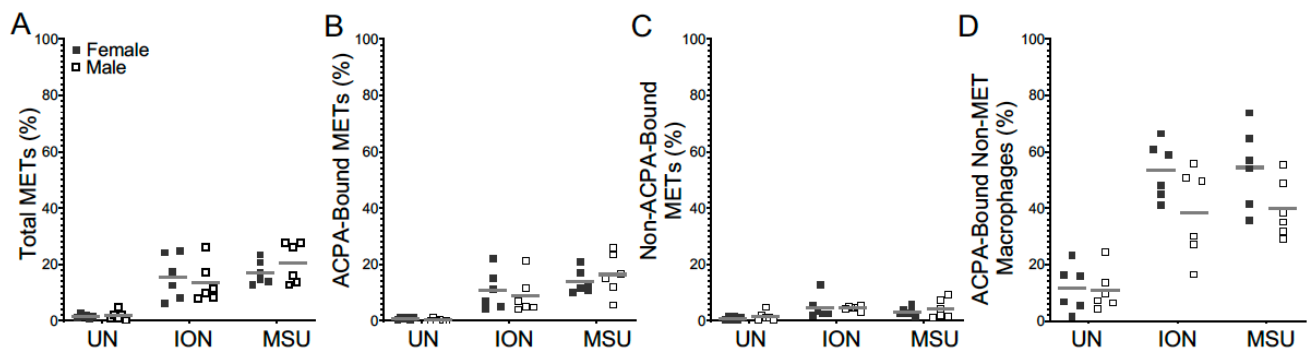 A
Total METs (%)
100
80
60
40
20
0
Female
Male
UN ION MSU
B
ACPA-Bound METs (%)
100
80
60
40
20
0
UN ION MSU
C
Non-ACPA-Bound
METs (%)
100
80
60
40
20
0
UN ION MSU
D
ACPA-Bound Non-MET
Macrophages (%)
100
80
60
40
20
0
UN ION MSU